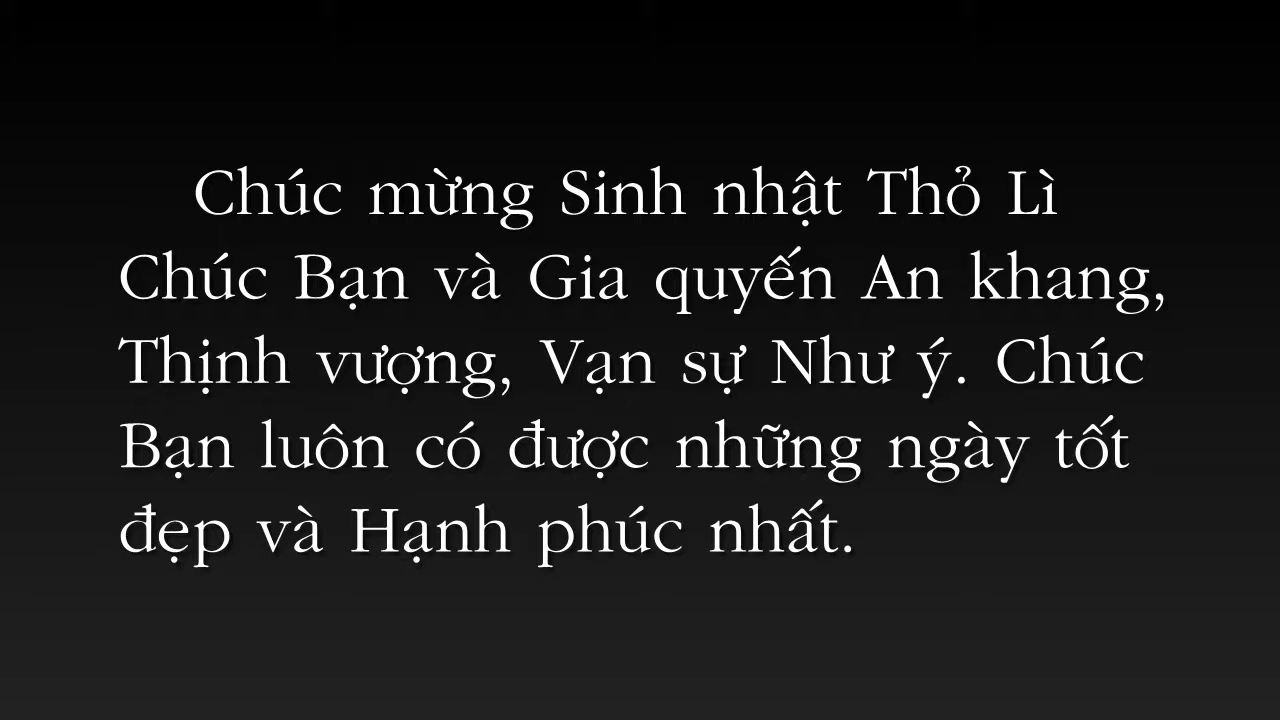 Chúc mừng Sinh nhật Thỏ Lì
Chúc Bạn và Gia quyến An khang,
Thịnh vượng, Vạn sự Như ý. Chúc
Bạn luôn có được những ngày tốt
đẹp và Hạnh phúc nhất.